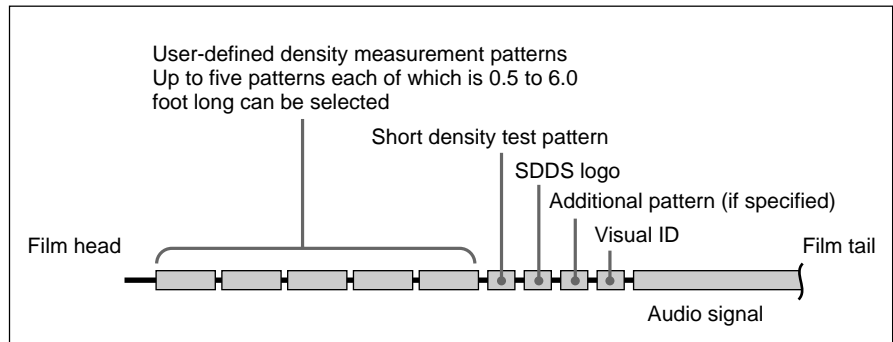 User-defined density measurement patterns
Up to five patterns each of which is 0.5 to 6.0
foot long can be selected
Short density test pattern
SDDS logo
Additional pattern (if specified)
Visual ID
Film head
Film tail
Audio signal